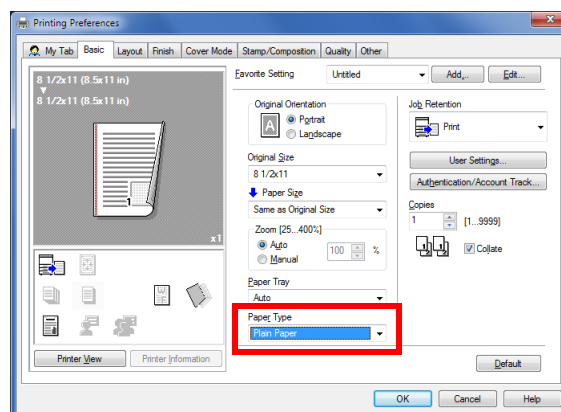 Printing Preferences
My Tab Basic Layout Finish Cover Mode Stamp/Composition Quality Other
8 1/2x11 (8.5x11 in)
8 1/2x11 (8.5x11 in)
1
x1
Printer View Printer Information
Favorite Setting Untitled Add... Edit...
Original Orientation
A
Portrait
Landscape
Original Size
8 1/2x11
Paper Size
Same as Original Size
Zoom [25...400%]
Auto
Manual
100 %
Paper Tray
Auto
Paper Type
Plain Paper
Job Retention
Print
User Settings...
Authentication/Account Track...
Copies
1 [1...9999]
Collate
Default
OK Cancel Help